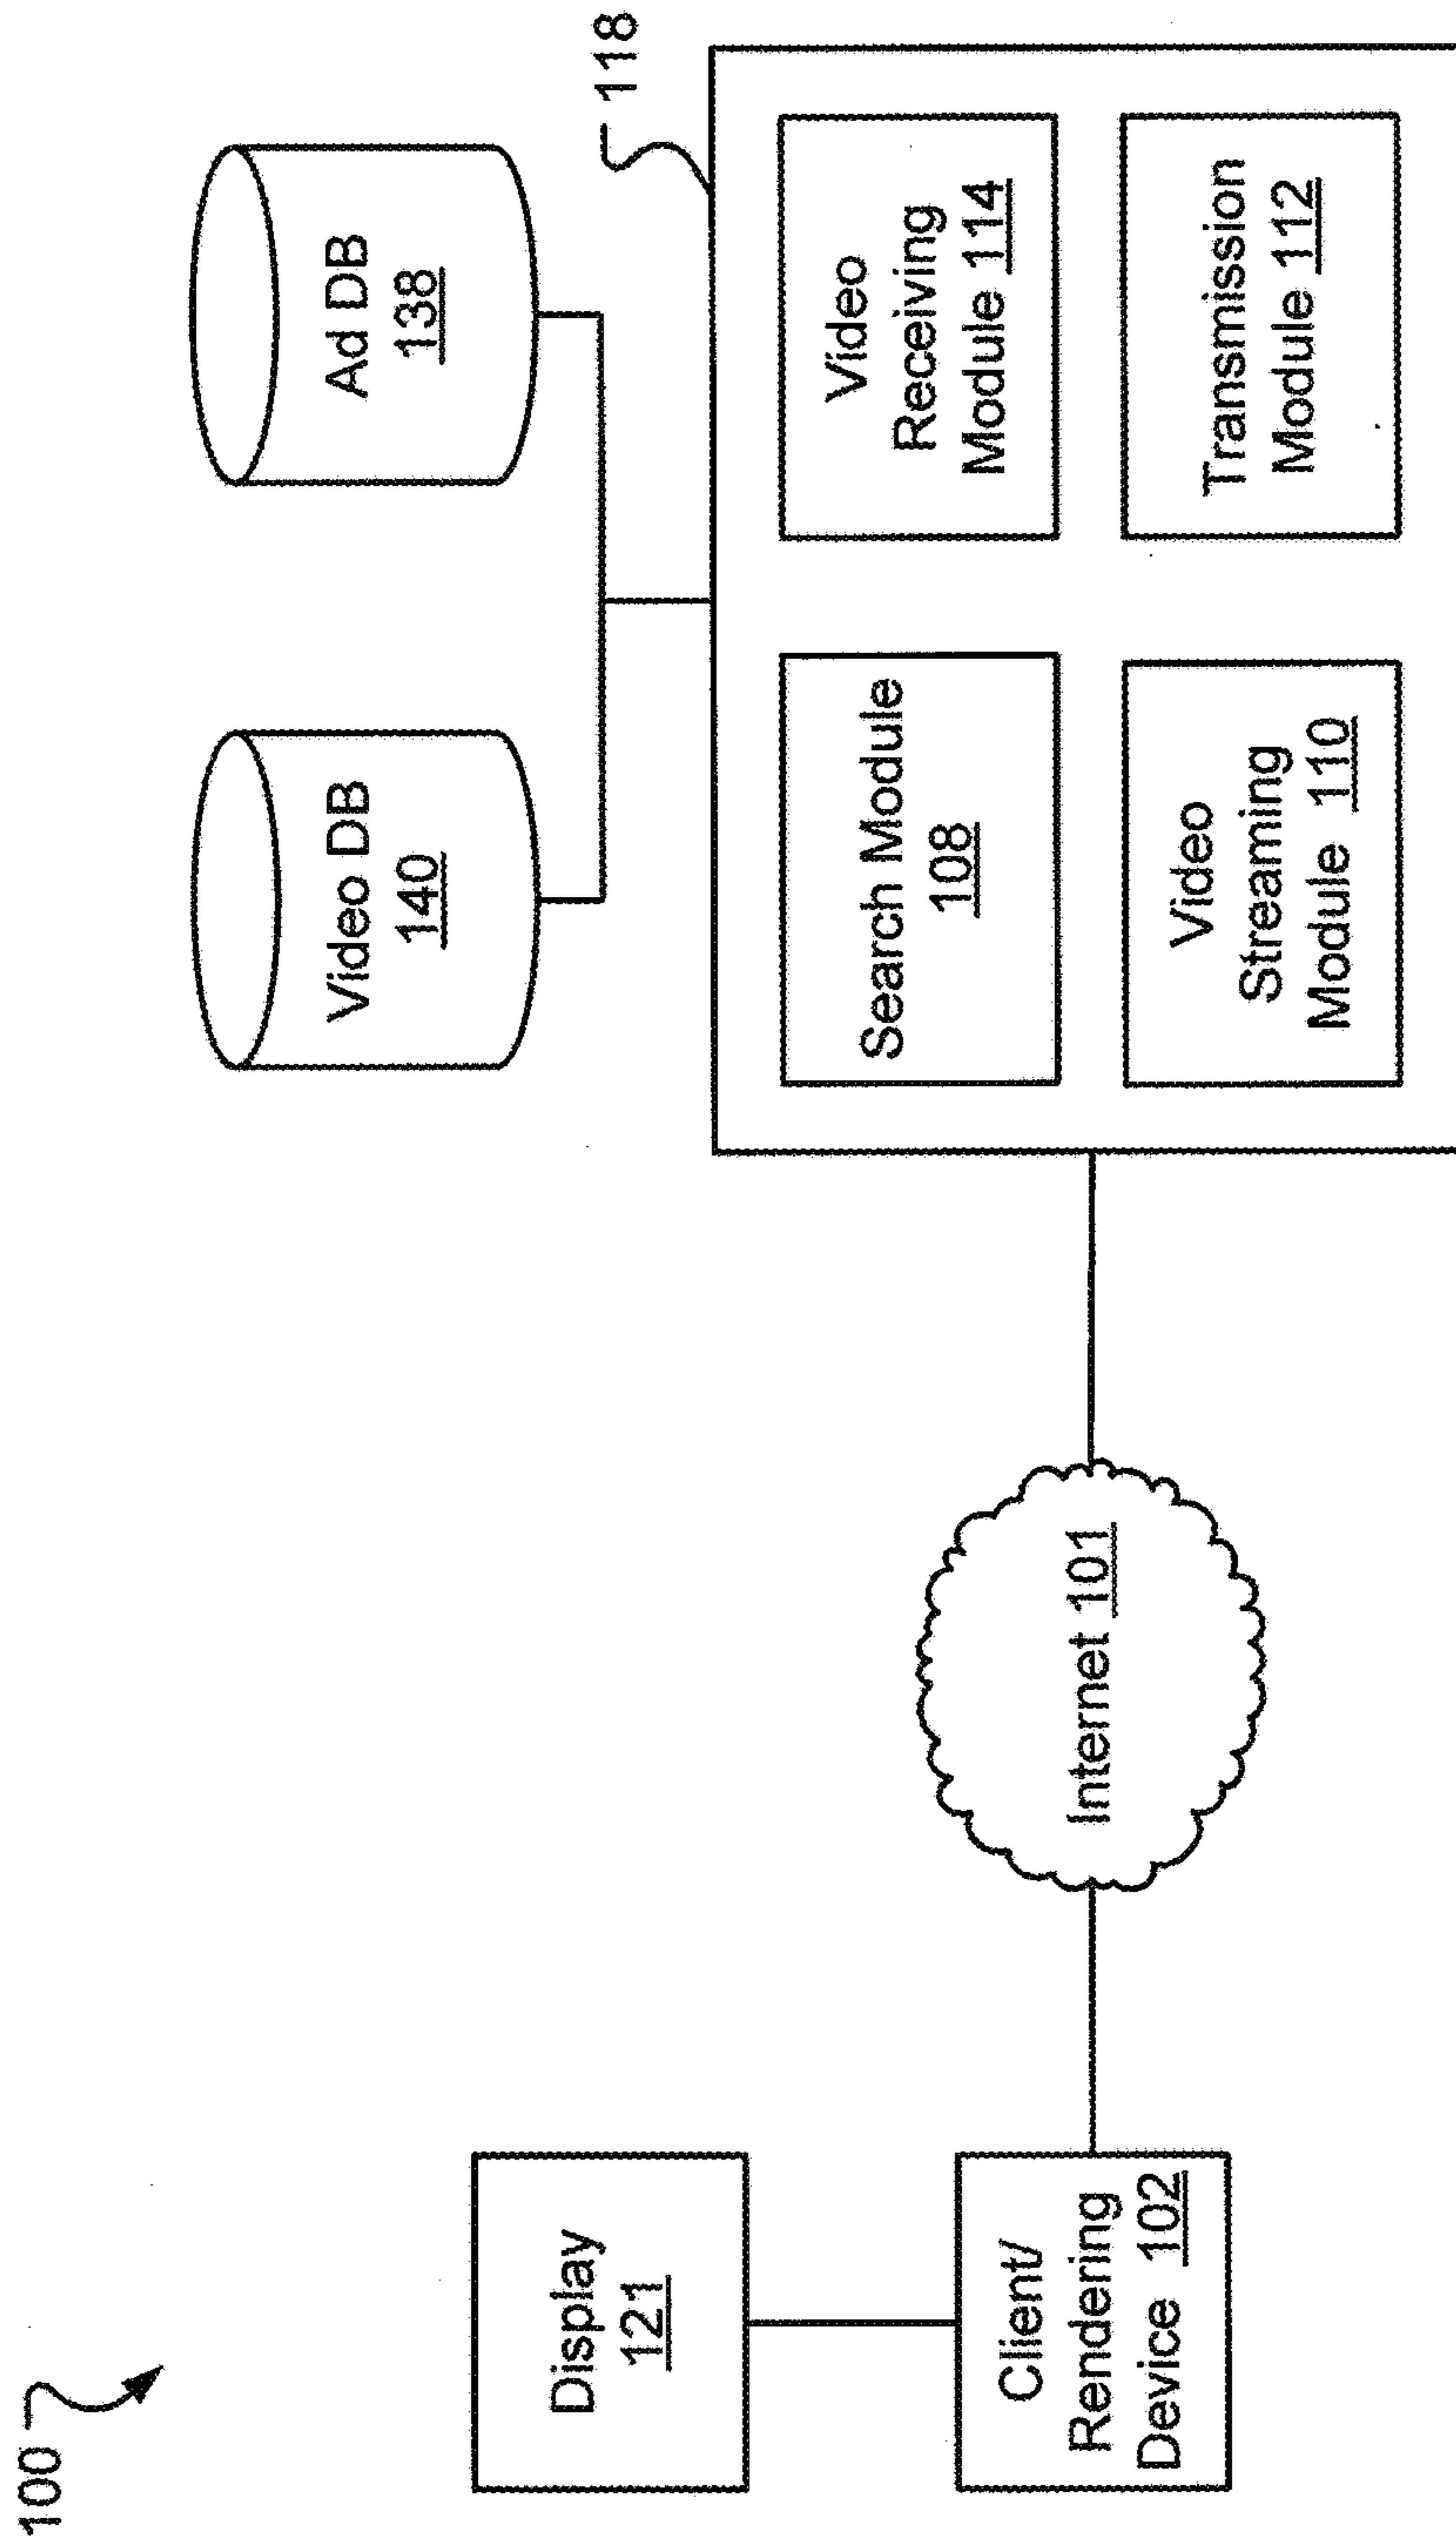 100
Display
121
Client/
Rendering
Device 102
Internet 101
Video DB
140
Ad DB
138
118
Search Module
108
Video
Receiving
Module 114
Video
Streaming
Module 110
Transmission
Module 112